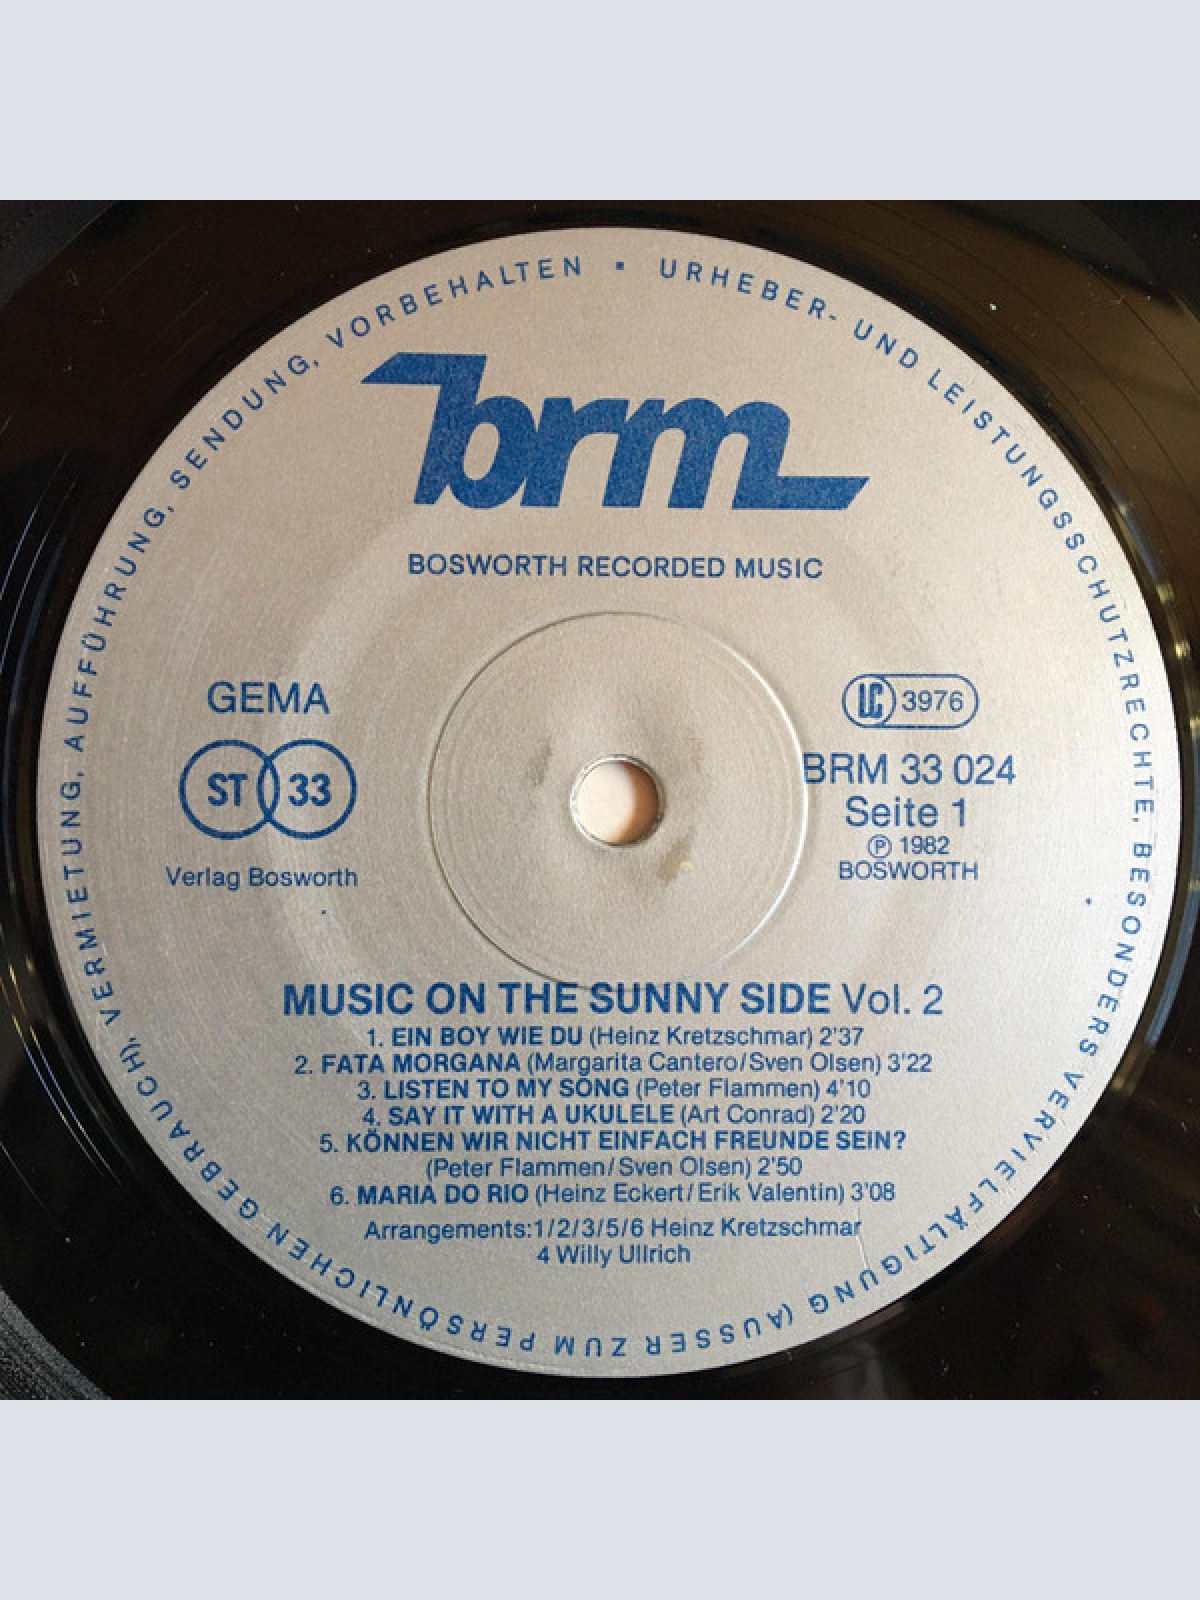 URHEBER- UND LEISTUNGSSCHUTZRECHTE, BESONDERS VERVIELFÄLTIGUNG (AUSSER ZUM PERSÖNLICHEN GEBRAUCH), VERMIETUNG, AUFFÜHRUNG, SENDUNG, VORBEHALTEN ▪
brm
BOSWORTH RECORDED MUSIC
GEMA
ST 33
Verlag Bosworth
LC 3976
BRM 33 024
Seite 1
℗ 1982
BOSWORTH
MUSIC ON THE SUNNY SIDE Vol. 2
1. EIN BOY WIE DU (Heinz Kretzschmar) 2'37
2. FATA MORGANA (Margarita Cantero/Sven Olsen) 3'22
3. LISTEN TO MY SONG (Peter Flammen) 4'10
4. SAY IT WITH A UKULELE (Art Conrad) 2'20
5. KÖNNEN WIR NICHT EINFACH FREUNDE SEIN?
(Peter Flammen/Sven Olsen) 2'50
6. MARIA DO RIO (Heinz Eckert/Erik Valentin) 3'08
Arrangements:1/2/3/5/6 Heinz Kretzschmar
4 Willy Ullrich